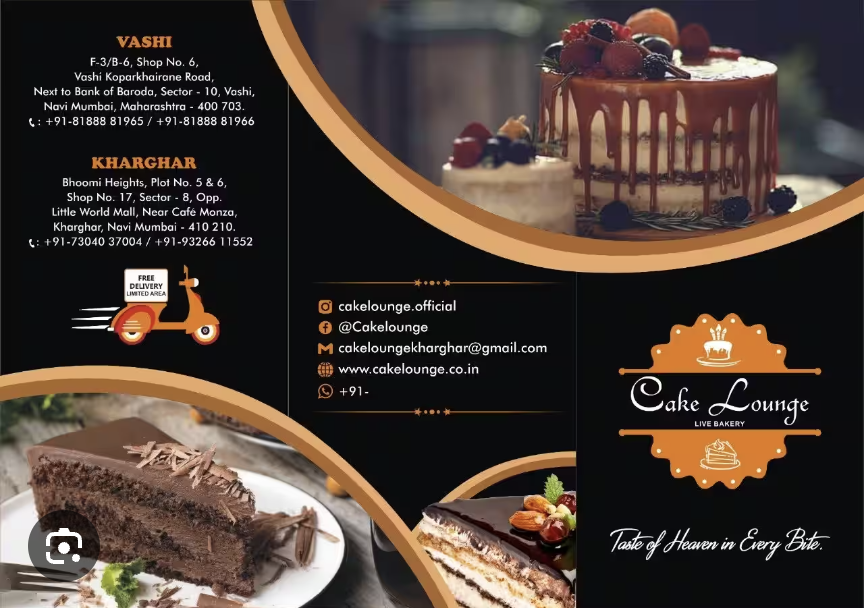 VASHI
F-3/B-6, Shop No. 6,
Vashi Koparkhairane Road,
Next to Bank of Baroda, Sector - 10, Vashi,
Navi Mumbai, Maharashtra - 400 703.
: +91-81888 81965 / +91-81888 81966
KHARGHAR
Bhoomi Heights, Plot No. 5 & 6,
Shop No. 17, Sector - 8, Opp.
Little World Mall, Near Café Monza,
Kharghar, Navi Mumbai - 410 210.
: +91-73040 37004 / +91-93266 11552
FREE
DELIVERY
LIMITED AREA
cakelounge.official
@Cakelounge
cakeloungekharghar@gmail.com
www.cakelounge.co.in
+91-
Cake Lounge
LIVE BAKERY
Taste of Heaven in Every Bite.